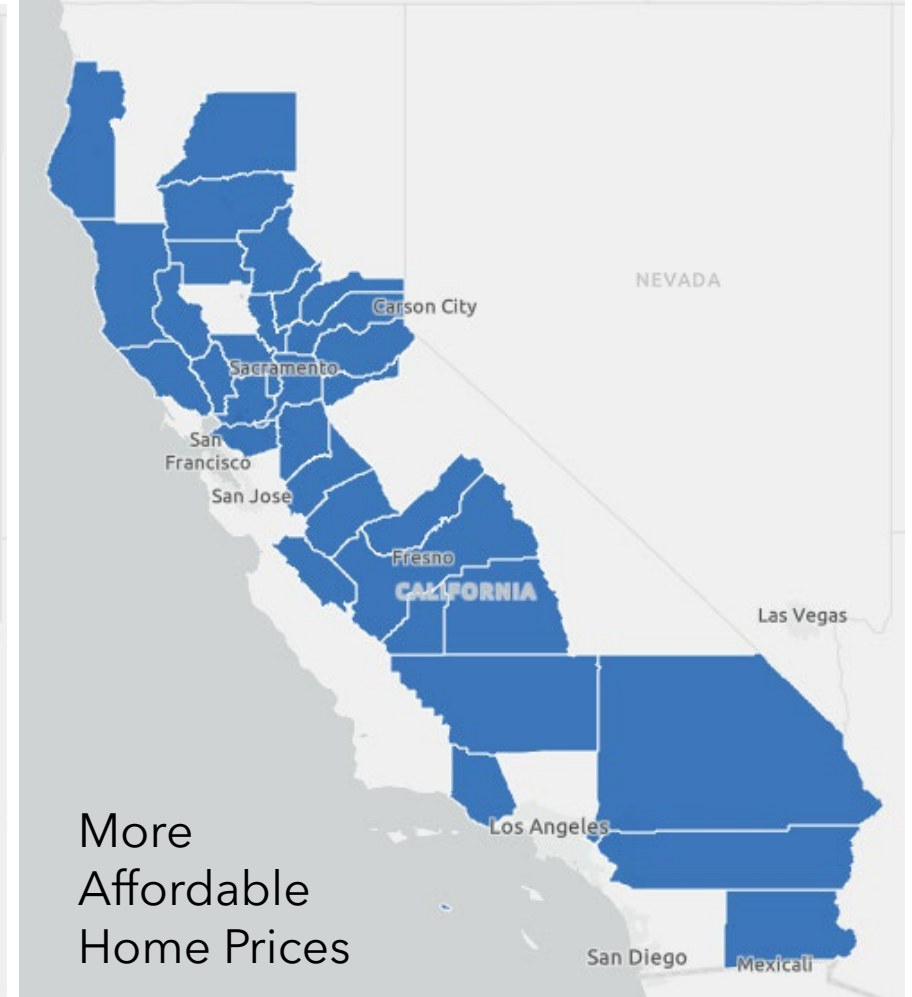 NEVADA
Carson City
Sacramento
San
Francisco
San Jose
Fresno
CALIFORNIA
Las Vegas
Los Angeles
San Diego
Mexicali
More
Affordable
Home Prices